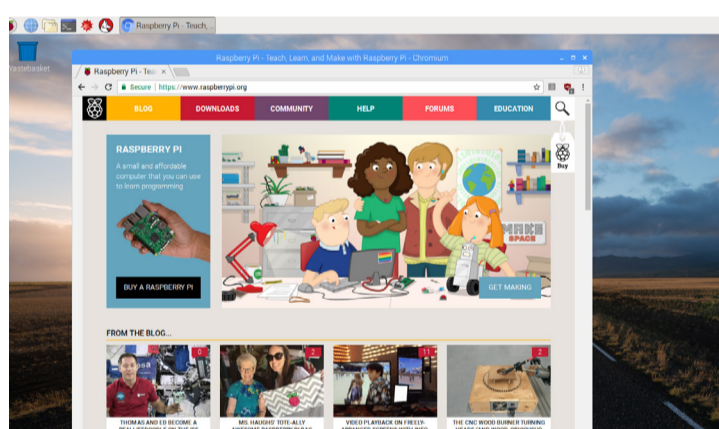 Raspberry Pi - Teach, ...
Wastebasket
Raspberry Pi - Teach, Learn, and Make with Raspberry Pi - Chromium
Raspberry Pi - Teac
Secure | https://www.raspberrypi.org
BLOG DOWNLOADS COMMUNITY HELP FORUMS EDUCATION
Buy
RASPBERRY PI
A small and affordable
computer that you can use
to learn programming
BUY A RASPBERRY PI
MAKE
SPACE
GET MAKING
FROM THE BLOG...
0 2 11 2
THOMAS AND ED BECOME A
MS. HAUGHS' TOTE-ALLY
VIDEO PLAYBACK ON FREELY-
THE CNC WOOD BURNER TURNING